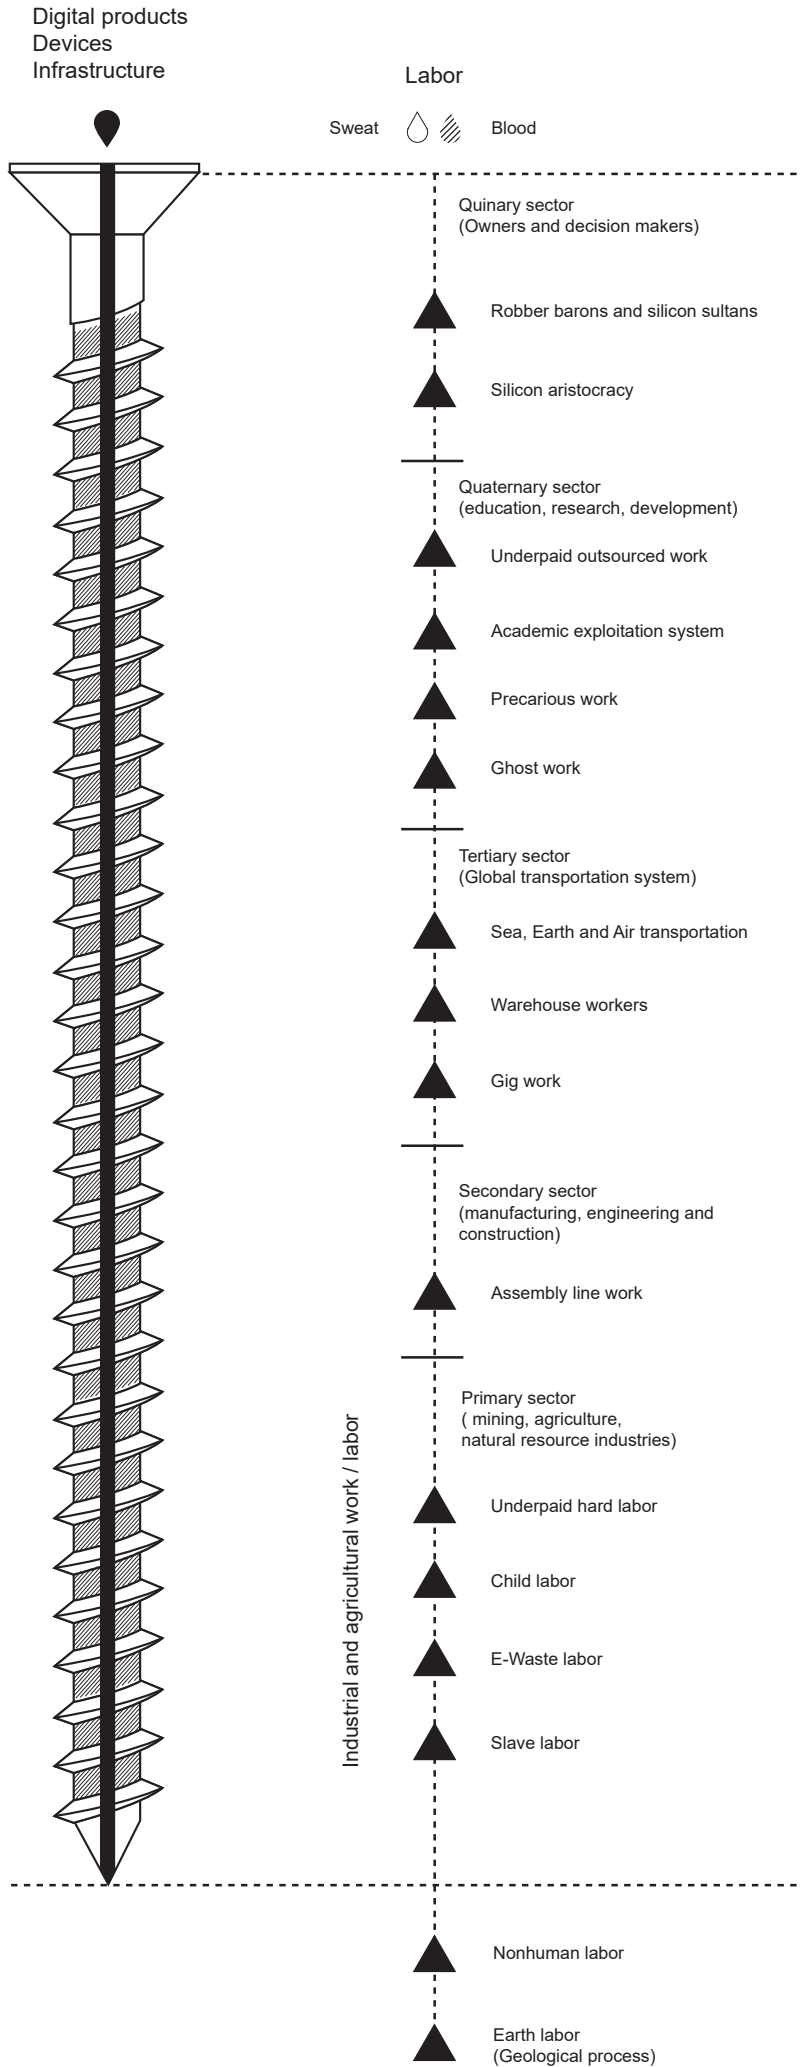 Digital products
Devices
Infrastructure
Labor
Sweat
Blood
Quinary sector
(Owners and decision makers)
Robber barons and silicon sultans
Silicon aristocracy
Quaternary sector
(education, research, development)
Underpaid outsourced work
Academic exploitation system
Precarious work
Ghost work
Tertiary sector
(Global transportation system)
Sea, Earth and Air transportation
Warehouse workers
Gig work
Secondary sector
(manufacturing, engineering and
construction)
Assembly line work
Industrial and agricultural work / labor
Primary sector
( mining, agriculture,
natural resource industries)
Underpaid hard labor
Child labor
E-Waste labor
Slave labor
Nonhuman labor
Earth labor
(Geological process)